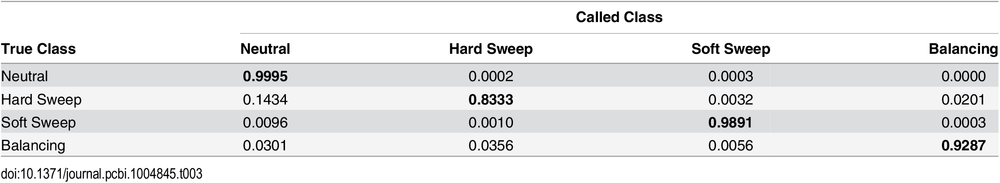 Called Class
True Class Neutral Hard Sweep Soft Sweep Balancing
Neutral 0.9995 0.0002 0.0003 0.0000
Hard Sweep 0.1434 0.8333 0.0032 0.0201
Soft Sweep 0.0096 0.0010 0.9891 0.0003
Balancing 0.0301 0.0356 0.0056 0.9287
doi:10.1371/journal.pcbi.1004845.t003